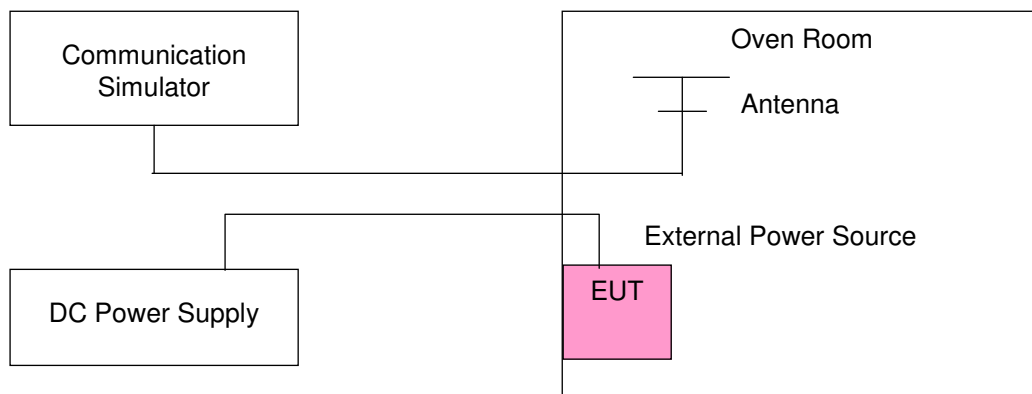 Communication
Simulator
Oven Room
Antenna
External Power Source
DC Power Supply
EUT